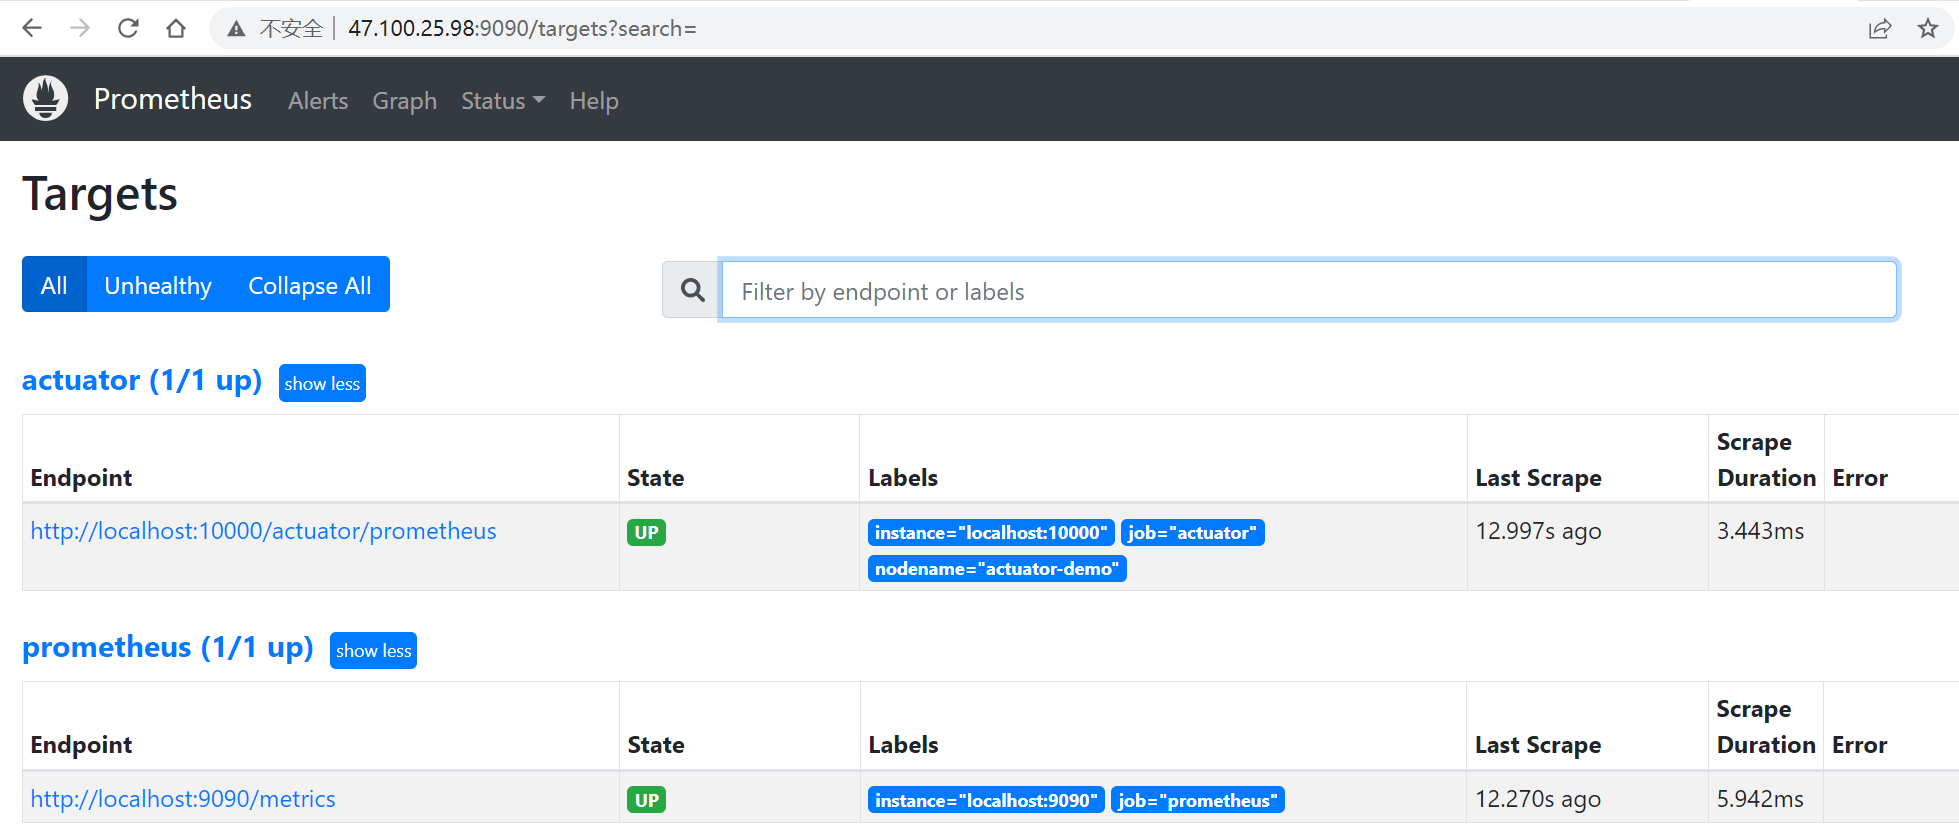 不安全 47.100.25.98:9090/targets?search=
Prometheus Alerts Graph Status Help
Targets
All Unhealthy Collapse All Filter by endpoint or labels
actuator (1/1 up) show less
Endpoint State Labels Last Scrape Scrape Duration Error
http://localhost:10000/actuator/prometheus UP instance="localhost:10000" job="actuator" 12.997s ago 3.443ms
nodename="actuator-demo"
prometheus (1/1 up) show less
Endpoint State Labels Last Scrape Scrape Duration Error
http://localhost:9090/metrics UP instance="localhost:9090" job="prometheus" 12.270s ago 5.942ms